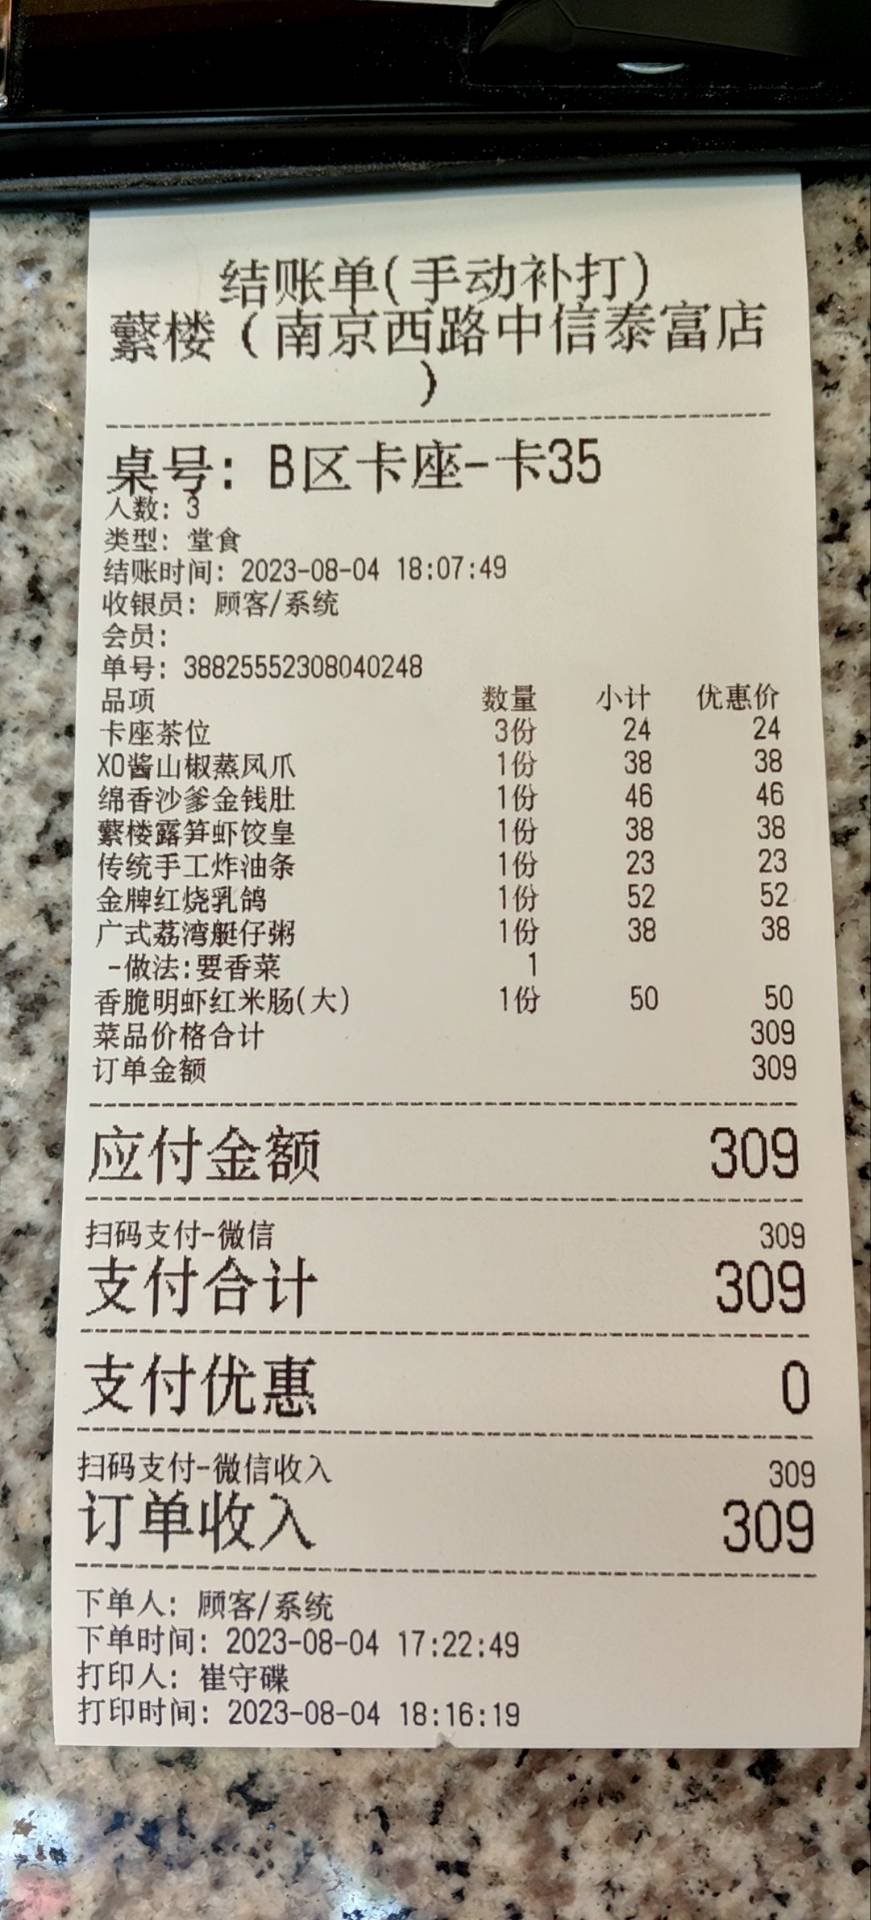 结账单(手动补打)
蘩楼（南京西路中信泰富店
）
桌号: B区卡座-卡35
人数: 3
类型: 堂食
结账时间: 2023-08-04 18:07:49
收银员: 顾客/系统
会员:
单号: 38825552308040248
品项 数量 小计 优惠价
卡座茶位 3份 24 24
XO酱山椒蒸凤爪 1份 38 38
绵香沙爹金钱肚 1份 46 46
蘩楼露笋虾饺皇 1份 38 38
传统手工炸油条 1份 23 23
金牌红烧乳鸽 1份 52 52
广式荔湾艇仔粥 1份 38 38
-做法:要香菜 1
香脆明虾红米肠(大) 1份 50 50
菜品价格合计 309
订单金额 309
应付金额 309
扫码支付-微信 309
支付合计 309
支付优惠 0
扫码支付-微信收入 309
订单收入 309
下单人: 顾客/系统
下单时间: 2023-08-04 17:22:49
打印人: 崔守碟
打印时间: 2023-08-04 18:16:19